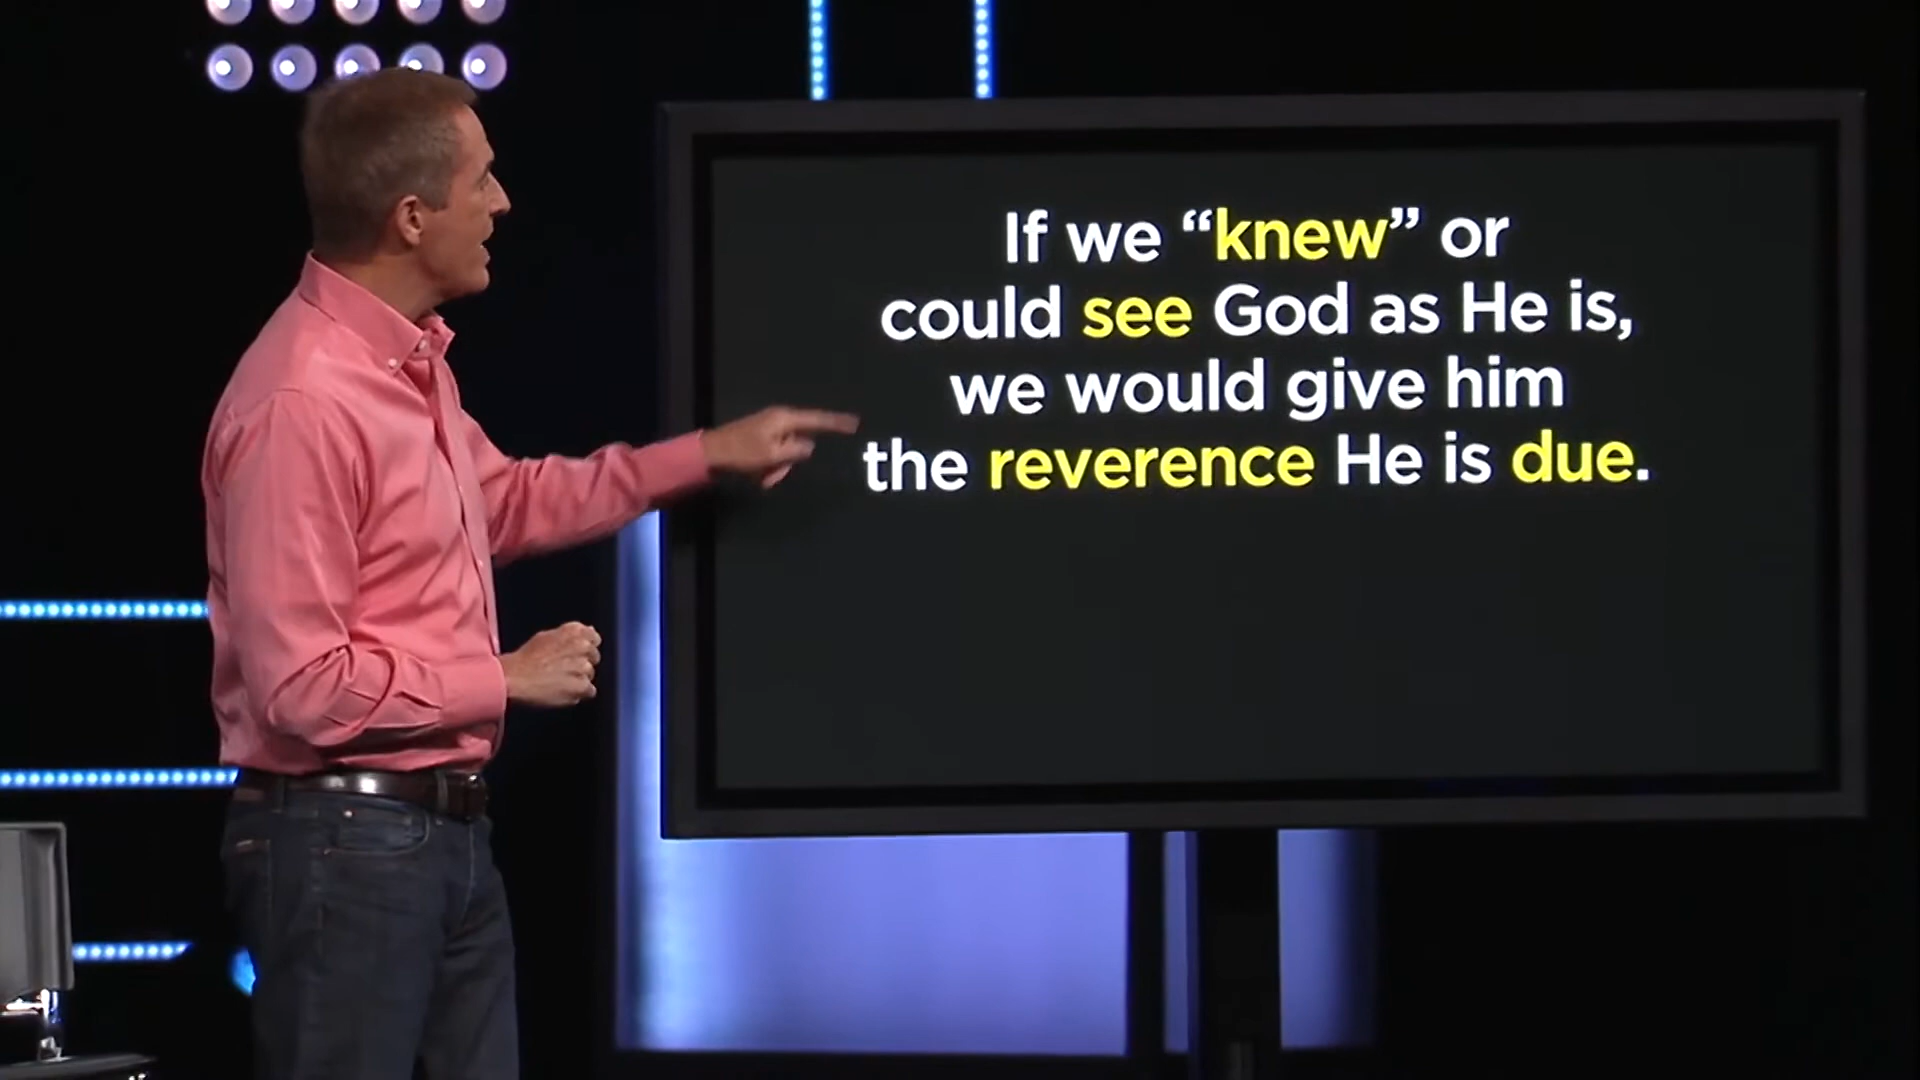 If we “knew” or
could see God as He is,
we would give him
the reverence He is due.